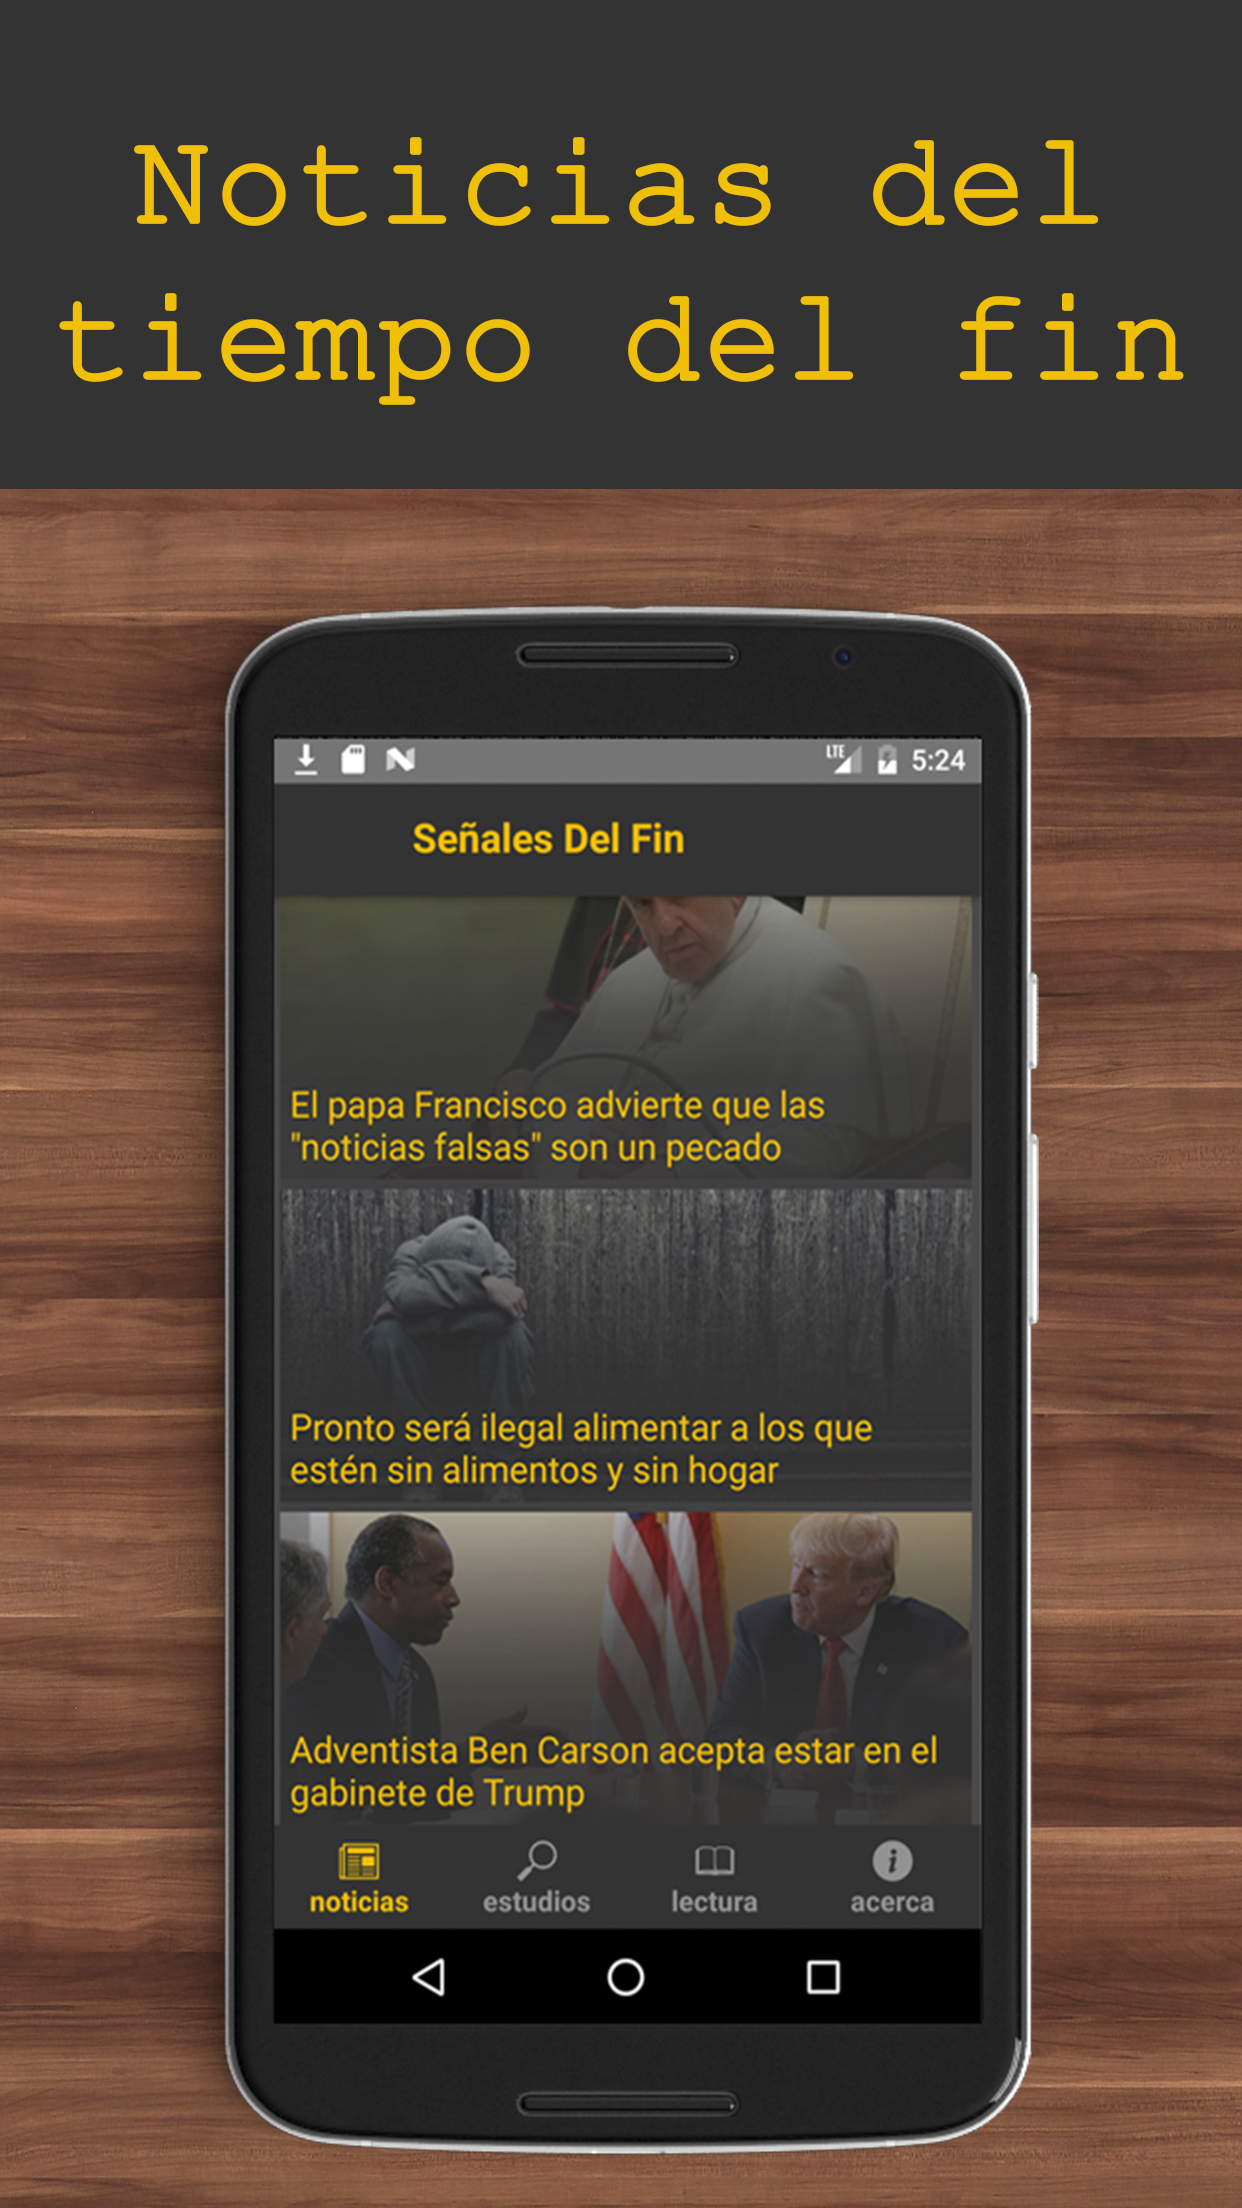 Noticias del
tiempo del fin
LTE
5:24
Señales Del Fin
El papa Francisco advierte que las
"noticias falsas" son un pecado
Pronto será ilegal alimentar a los que
estén sin alimentos y sin hogar
Adventista Ben Carson acepta estar en el
gabinete de Trump
noticias
estudios
lectura
acerca